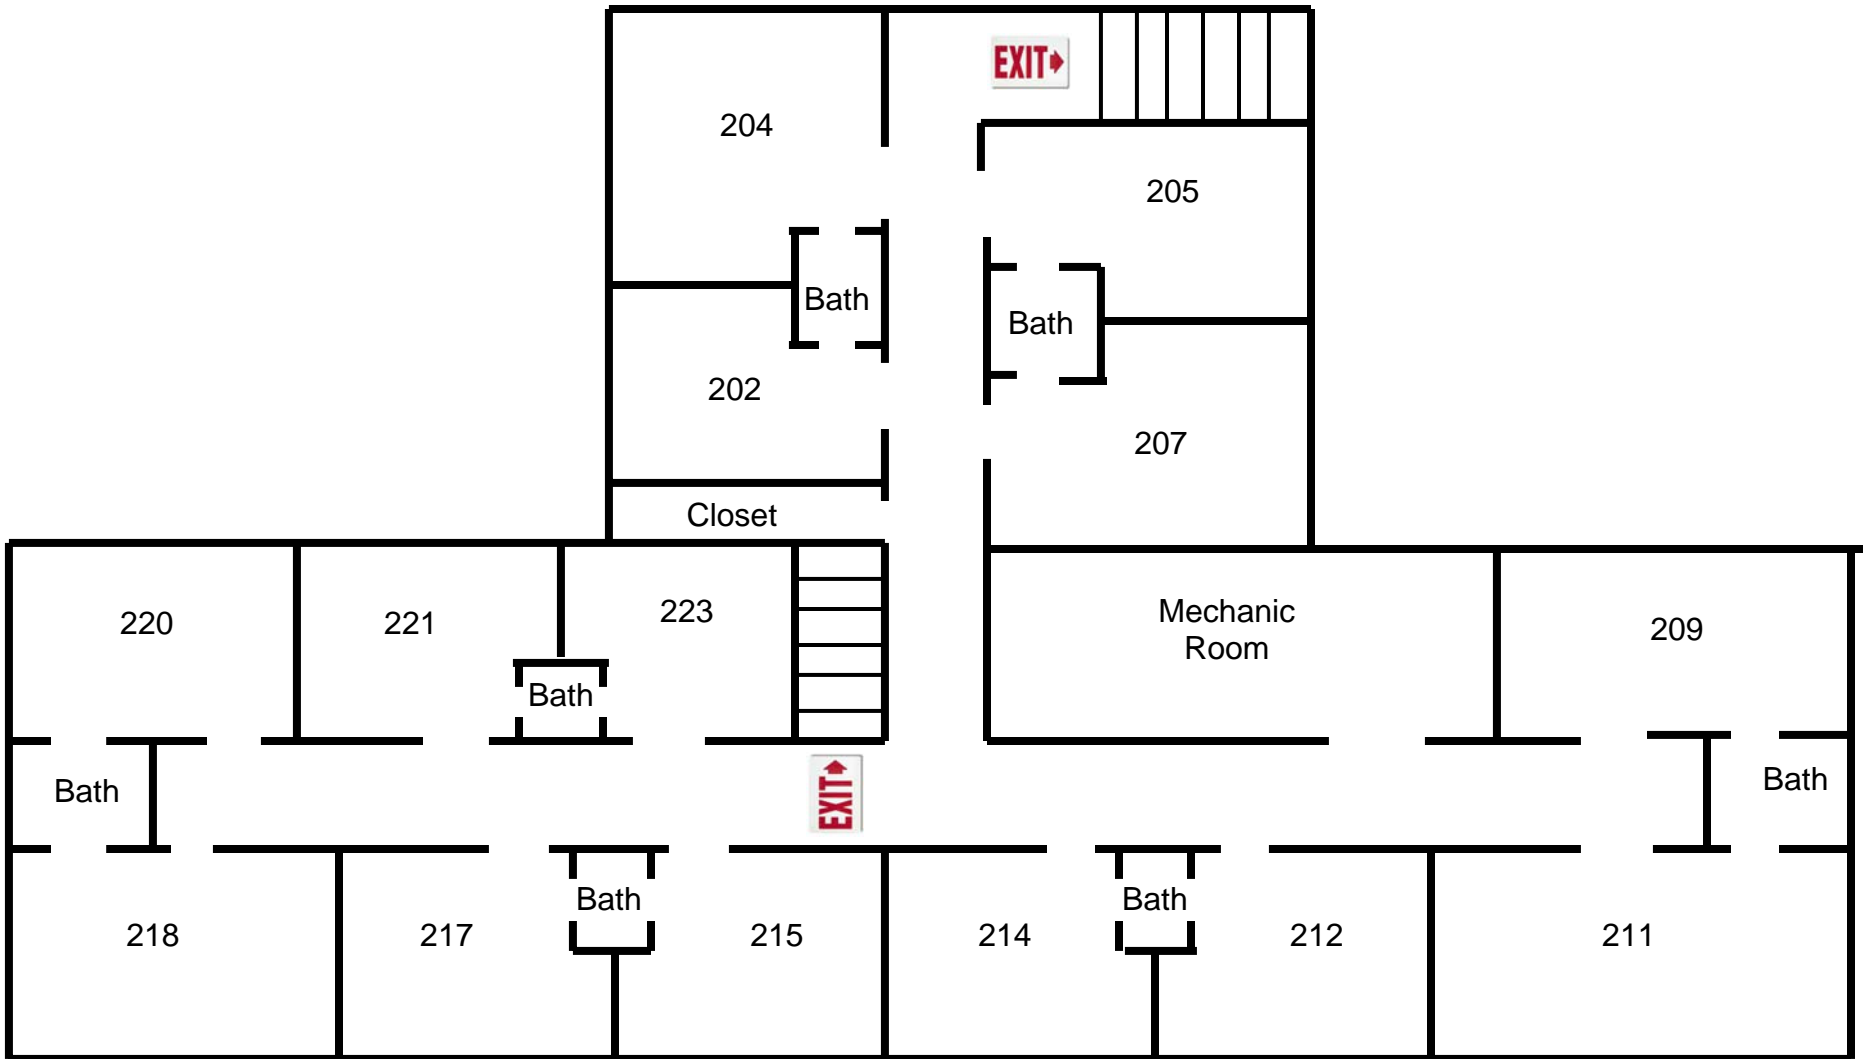 EXIT
204
205
Bath
Bath
202
207
Closet
220
221
223
Mechanic
Room
209
Bath
Bath
EXIT
Bath
Bath
Bath
218
217
215
214
212
211